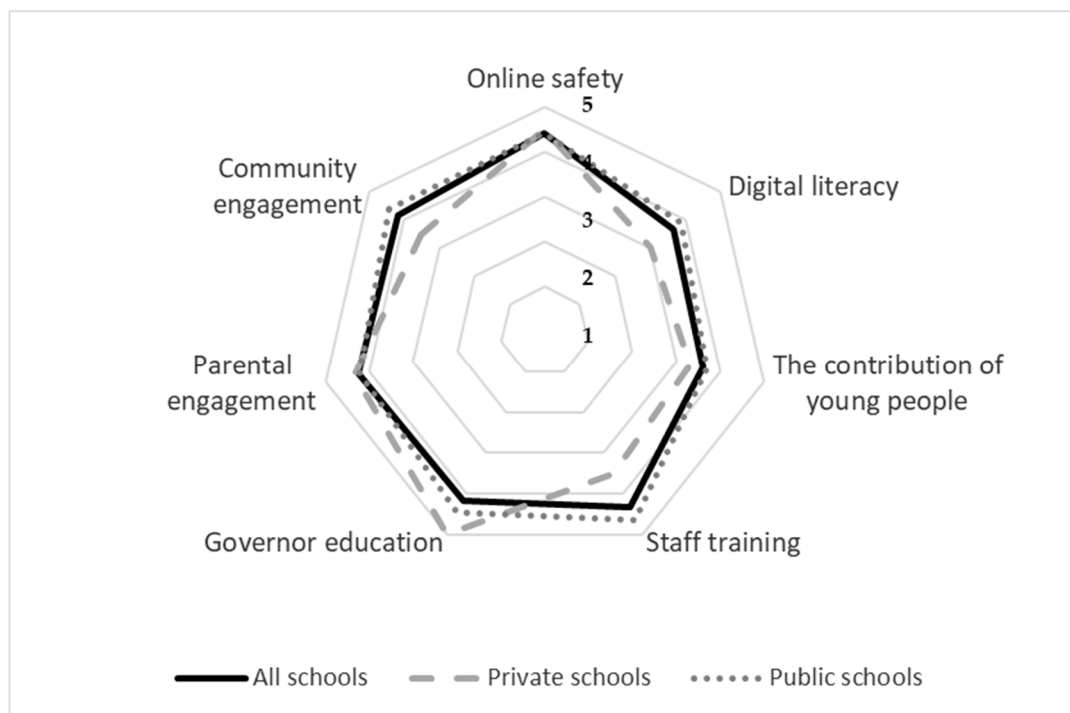 Online safety
5
4
3
2
1
Digital literacy
The contribution of
young people
Staff training
Governor education
Parental
engagement
Community
engagement
All schools
Private schools
Public schools